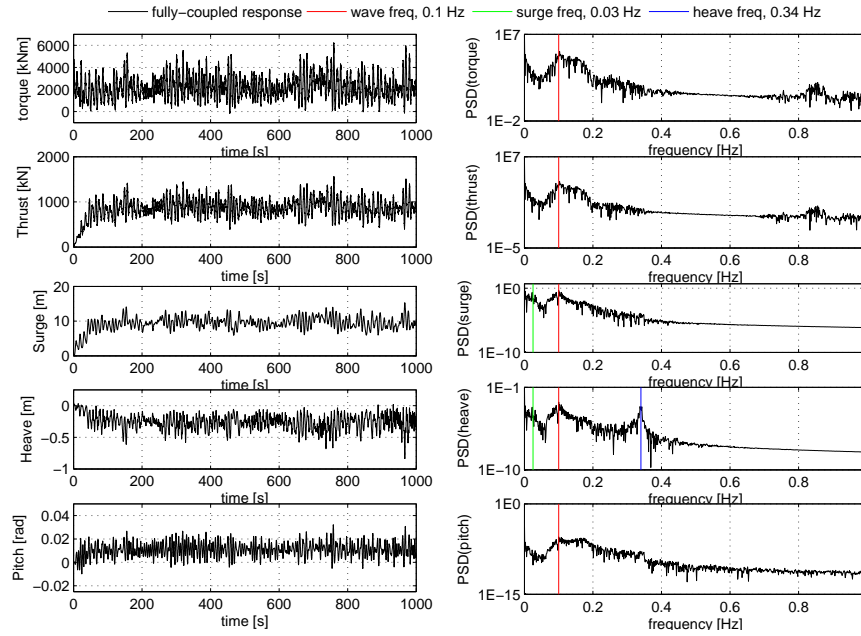 fully−coupled response wave freq, 0.1 Hz surge freq, 0.03 Hz heave freq, 0.34 Hz
torque [kNm]
6000
4000
2000
0
0 200 400 600 800 1000
time [s]
PSD(torque)
1E7
1E−2
0 0.2 0.4 0.6 0.8
frequency [Hz]
Thrust [kN]
2000
1000
0
0 200 400 600 800 1000
time [s]
PSD(thrust)
1E7
1E−5
0 0.2 0.4 0.6 0.8
frequency [Hz]
Surge [m]
20
10
0
0 200 400 600 800 1000
time [s]
PSD(surge)
1E0
1E−10
0 0.2 0.4 0.6 0.8
frequency [Hz]
Heave [m]
0
−0.5
−1
0 200 400 600 800 1000
time [s]
PSD(heave)
1E−1
1E−10
0 0.2 0.4 0.6 0.8
frequency [Hz]
Pitch [rad]
0.04
0.02
0
−0.02
0 200 400 600 800 1000
time [s]
PSD(pitch)
1E0
1E−15
0 0.2 0.4 0.6 0.8
frequency [Hz]